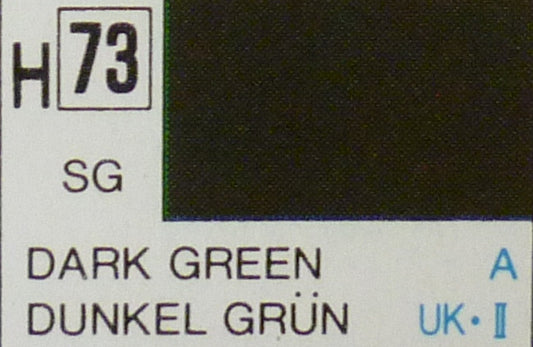 H 73
SG
DARK GREEN A
DUNKEL GRÜN UK・Ⅱ